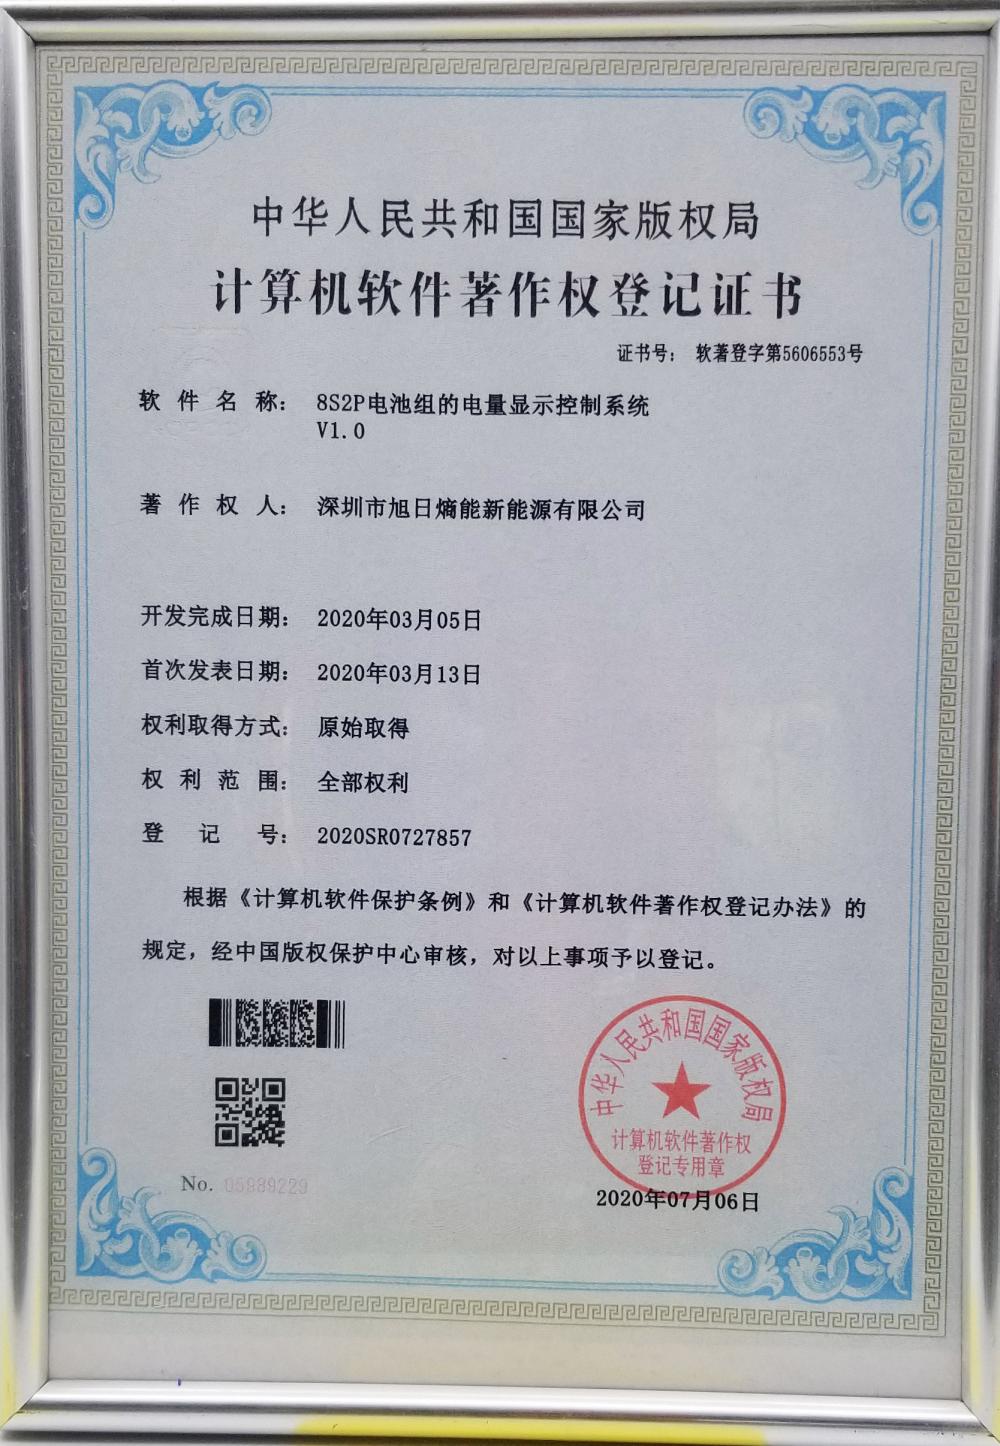 中华人民共和国国家版权局
计算机软件著作权登记证书
证书号： 软著登字第5606553号
软件名称： 8S2P电池组的电量显示控制系统
V1.0
著作权人： 深圳市旭日熵能新能源有限公司
开发完成日期： 2020年03月05日
首次发表日期： 2020年03月13日
权利取得方式： 原始取得
权利范围： 全部权利
登记号： 2020SR0727857
根据《计算机软件保护条例》和《计算机软件著作权登记办法》的
规定，经中国版权保护中心审核，对以上事项予以登记。
中华人民共和国国家版权局
计算机软件著作权
登记专用章
No. 05989229
2020年07月06日